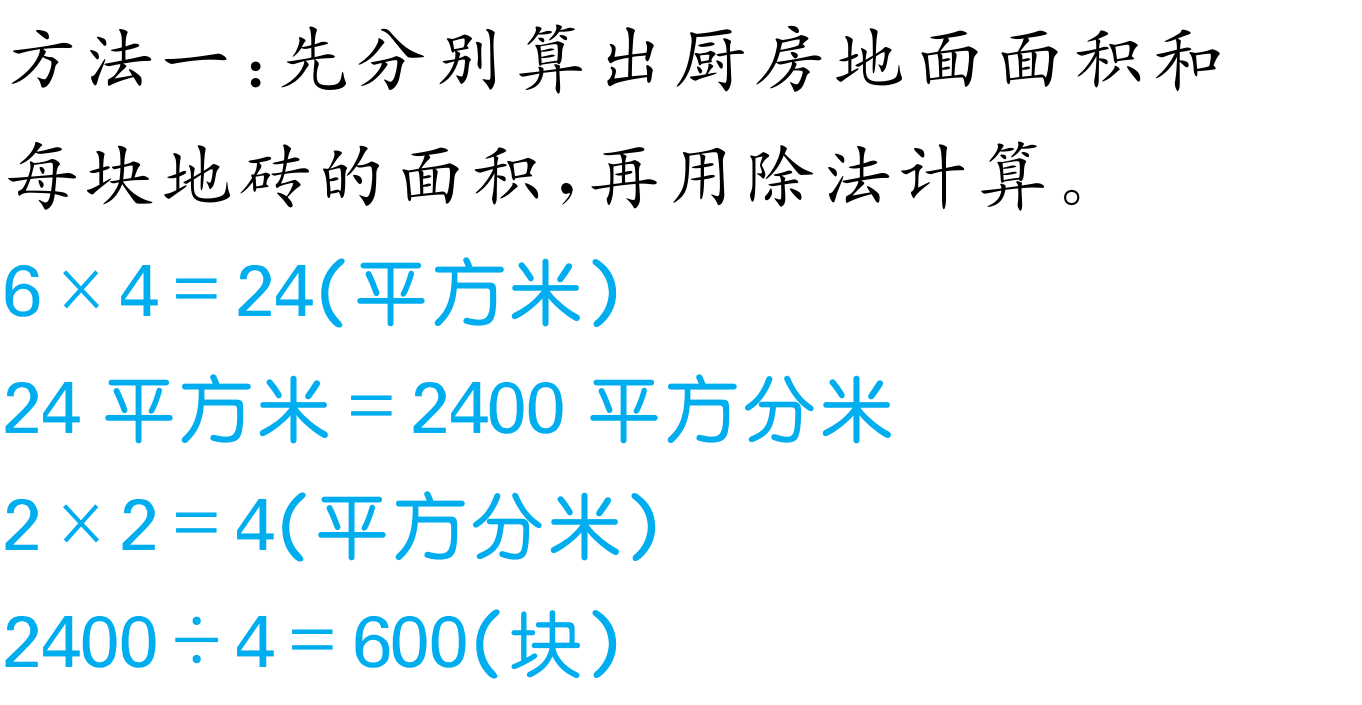 方法一:先分别算出厨房地面面积和
每块地砖的面积,再用除法计算。
6×4=24(平方米)
24 平方米=2400 平方分米
2×2=4(平方分米)
2400÷4=600(块)